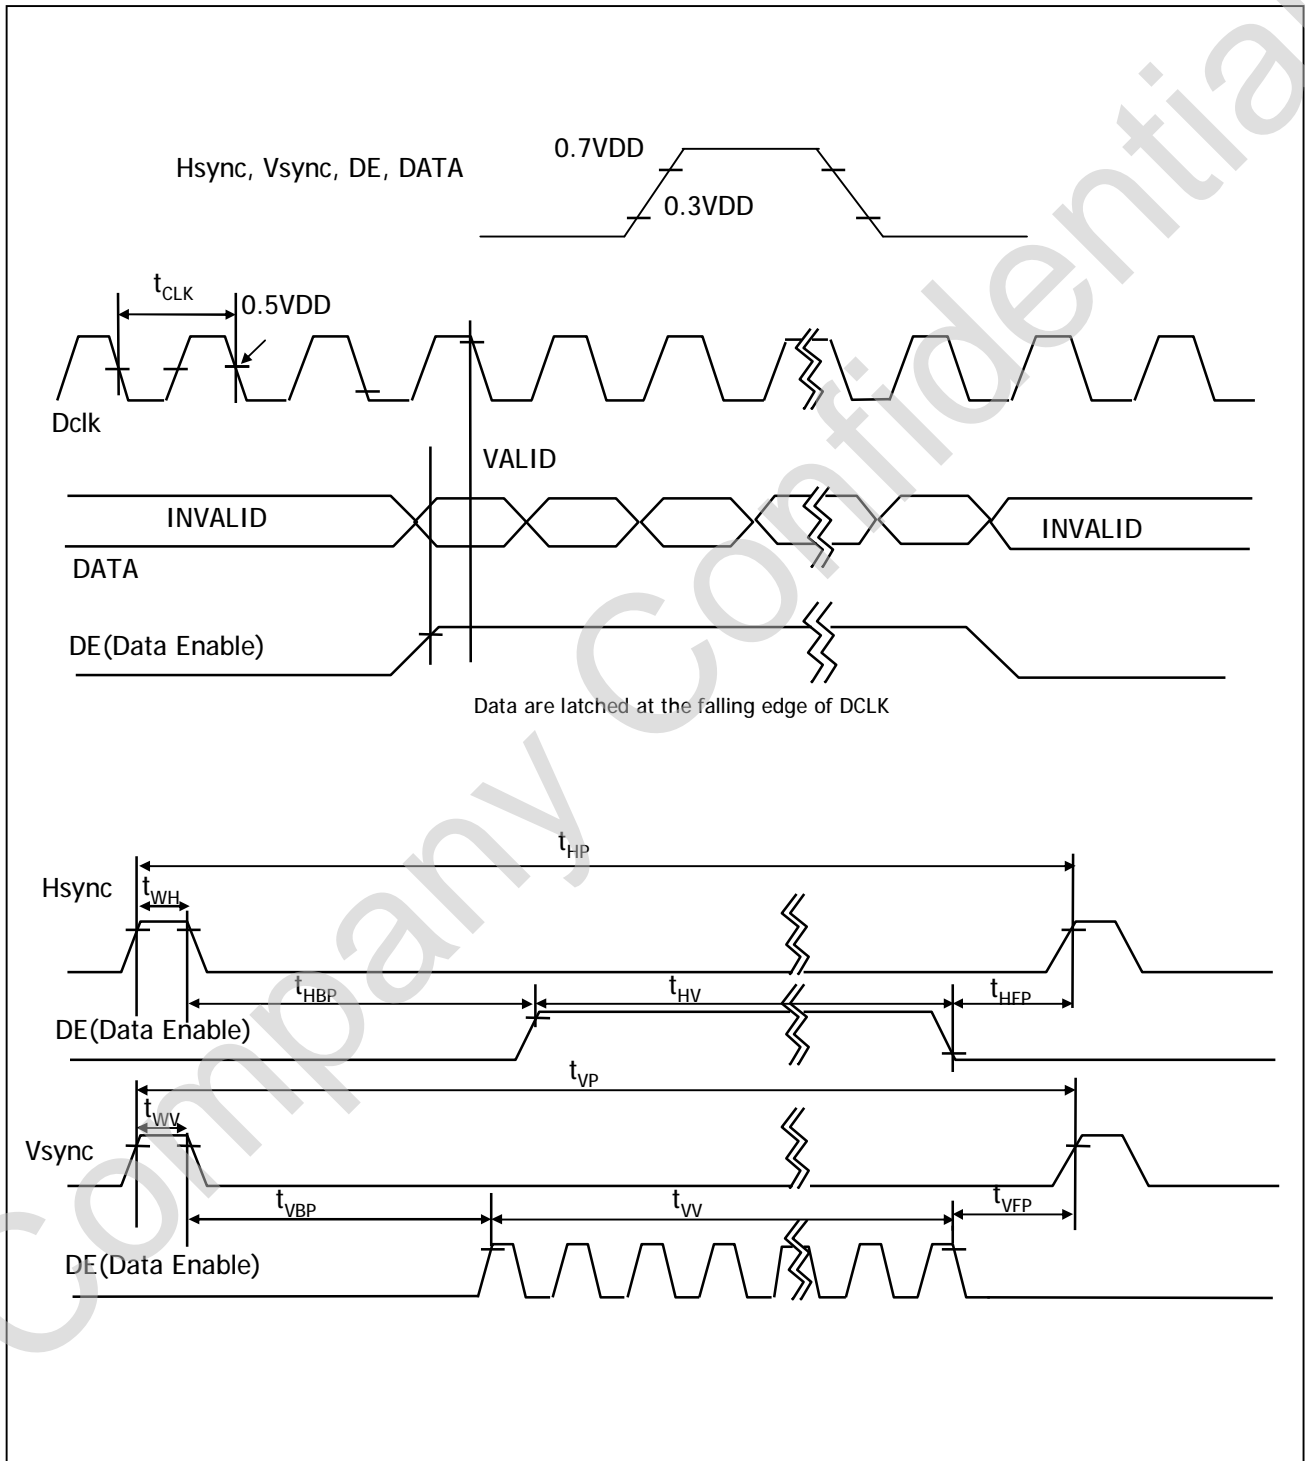 Hsync, Vsync, DE, DATA
0.7VDD
0.3VDD
tCLK
0.5VDD
Dclk
VALID
INVALID
INVALID
DATA
DE(Data Enable)
Data are latched at the falling edge of DCLK
tHP
Hsync
tWH
tHBP
tHV
tHFP
DE(Data Enable)
tVP
tWV
Vsync
tVBP
tVV
tVFP
DE(Data Enable)
Company Confidential